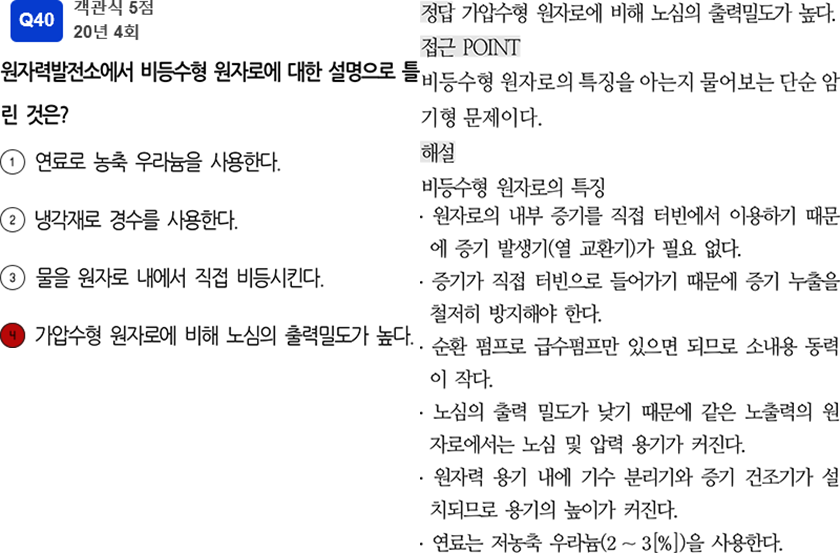 Q40
객관식 5점
20년 4회
원자력발전소에서 비등수형 원자로에 대한 설명으로 틀
린 것은?
① 연료로 농축 우라늄을 사용한다.
② 냉각재로 경수를 사용한다.
③ 물을 원자로 내에서 직접 비등시킨다.
④ 가압수형 원자로에 비해 노심의 출력밀도가 높다.
정답 가압수형 원자로에 비해 노심의 출력밀도가 높다.
접근 POINT
비등수형 원자로의 특징을 아는지 물어보는 단순 암
기형 문제이다.
해설
비등수형 원자로의 특징
· 원자로의 내부 증기를 직접 터빈에서 이용하기 때문
에 증기 발생기(열 교환기)가 필요 없다.
· 증기가 직접 터빈으로 들어가기 때문에 증기 누출을
철저히 방지해야 한다.
· 순환 펌프로 급수펌프만 있으면 되므로 소내용 동력
이 작다.
· 노심의 출력 밀도가 낮기 때문에 같은 노출력의 원
자로에서는 노심 및 압력 용기가 커진다.
· 원자력 용기 내에 기수 분리기와 증기 건조기가 설
치되므로 용기의 높이가 커진다.
· 연료는 저농축 우라늄(2 ~ 3[%])을 사용한다.